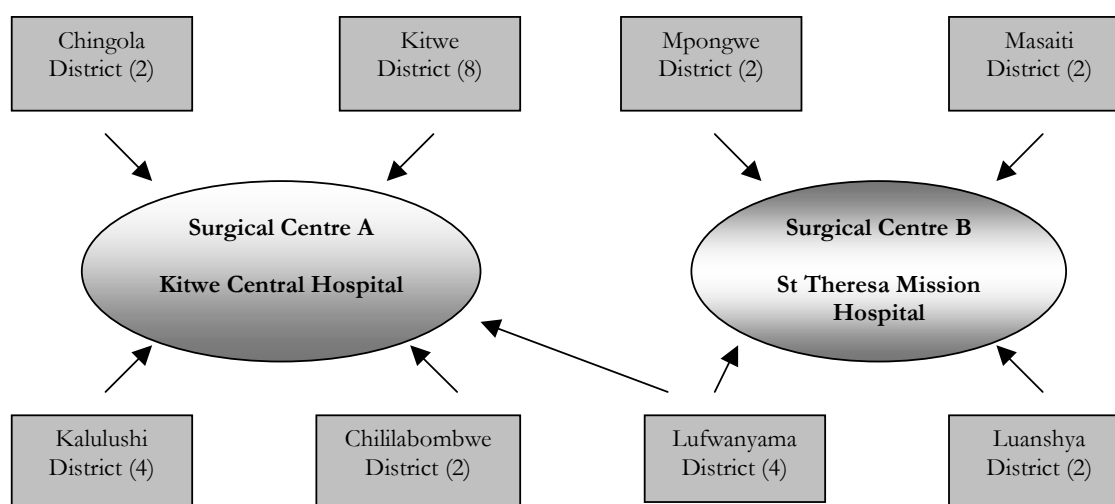 Chingola
District (2)
Kitwe
District (8)
Mpongwe
District (2)
Masaiti
District (2)
Surgical Centre A
Kitwe Central Hospital
Surgical Centre B
St Theresa Mission
Hospital
Kalulushi
District (4)
Chililabombwe
District (2)
Lufwanyama
District (4)
Luanshya
District (2)